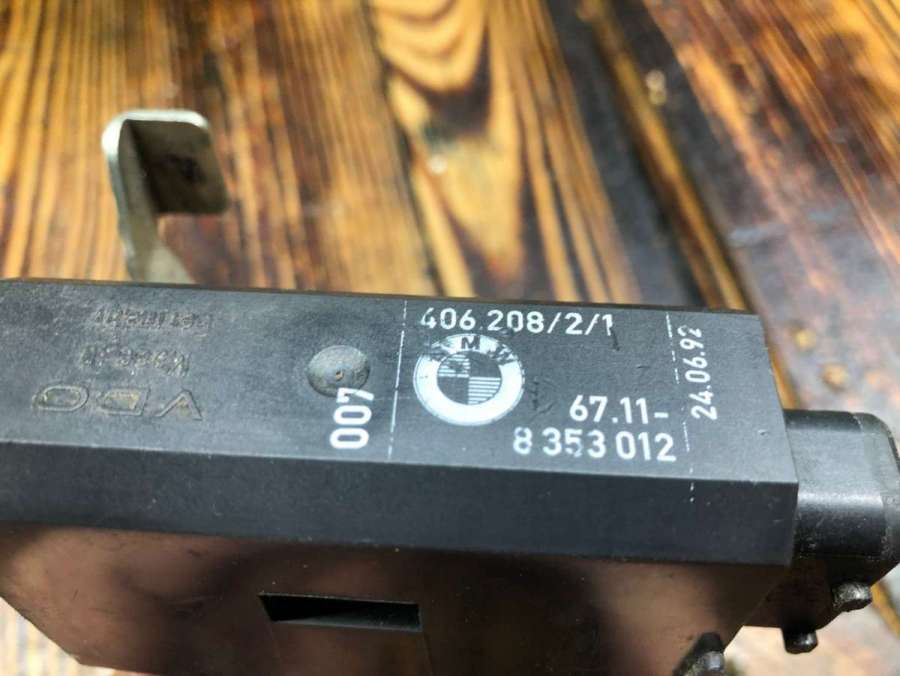 406.208/2/1
BMW
67.11-
8 353 012
24.06.92
007
VDO